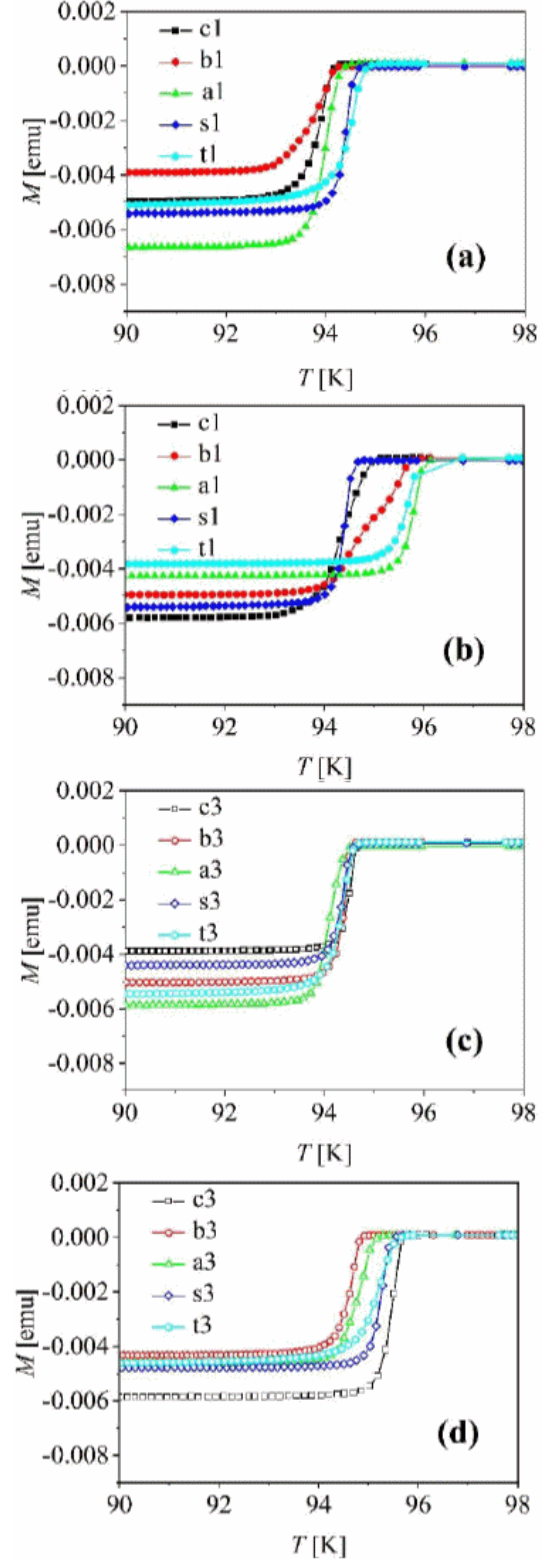 0.002
c1
0.000
b1
a1
-0.002
s1
t1
-0.004
-0.006
(a)
-0.008
M [emu]
90 92 94 96 98
T [K]
0.002
c1
0.000
b1
a1
-0.002
s1
t1
-0.004
-0.006
(b)
-0.008
M [emu]
90 92 94 96 98
T [K]
0.002
c3
0.000
b3
a3
-0.002
s3
t3
-0.004
-0.006
(c)
-0.008
M [emu]
90 92 94 96 98
T [K]
0.002
c3
b3
0.000
a3
-0.002
s3
t3
-0.004
-0.006
(d)
-0.008
M [emu]
90 92 94 96 98
T [K]